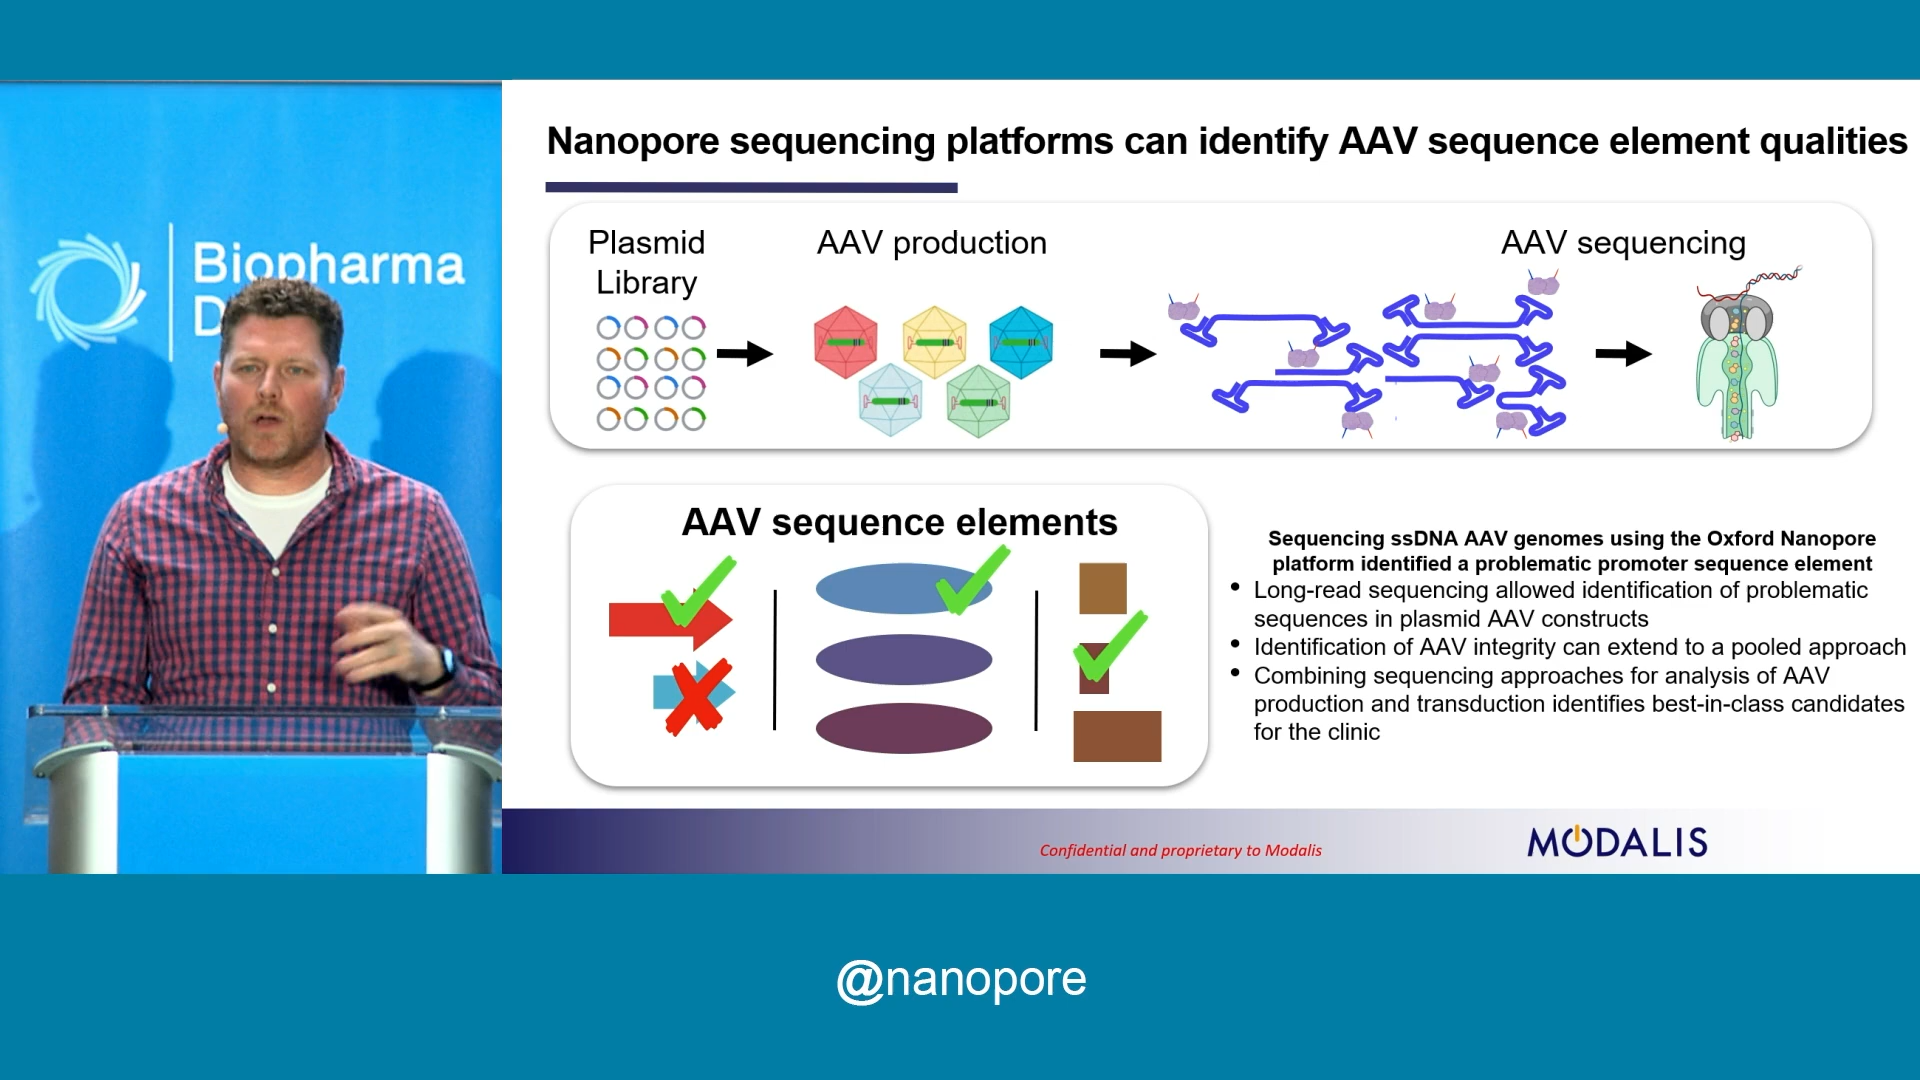 Biopharma
D
Nanopore sequencing platforms can identify AAV sequence element qualities
Plasmid
Library
AAV production
AAV sequencing
AAV sequence elements
Sequencing ssDNA AAV genomes using the Oxford Nanopore
platform identified a problematic promoter sequence element
• Long-read sequencing allowed identification of problematic
sequences in plasmid AAV constructs
• Identification of AAV integrity can extend to a pooled approach
• Combining sequencing approaches for analysis of AAV
production and transduction identifies best-in-class candidates
for the clinic
Confidential and proprietary to Modalis
MODALIS
@nanopore